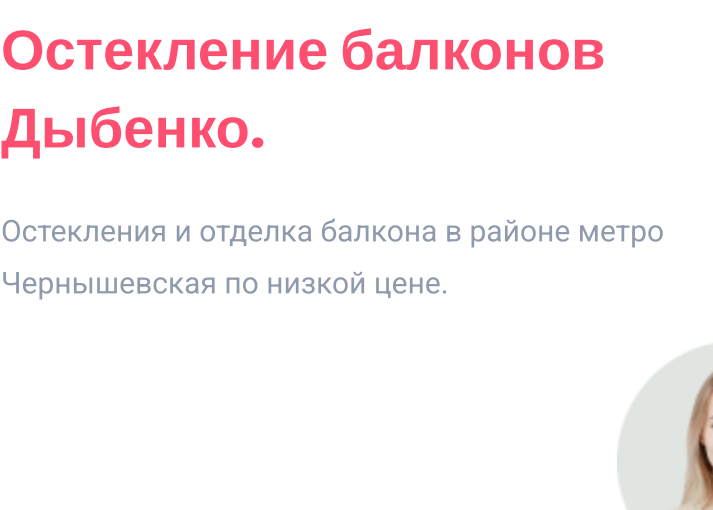 Остекление балконов
Дыбенко.
Остекления и отделка балкона в районе метро
Чернышевская по низкой цене.